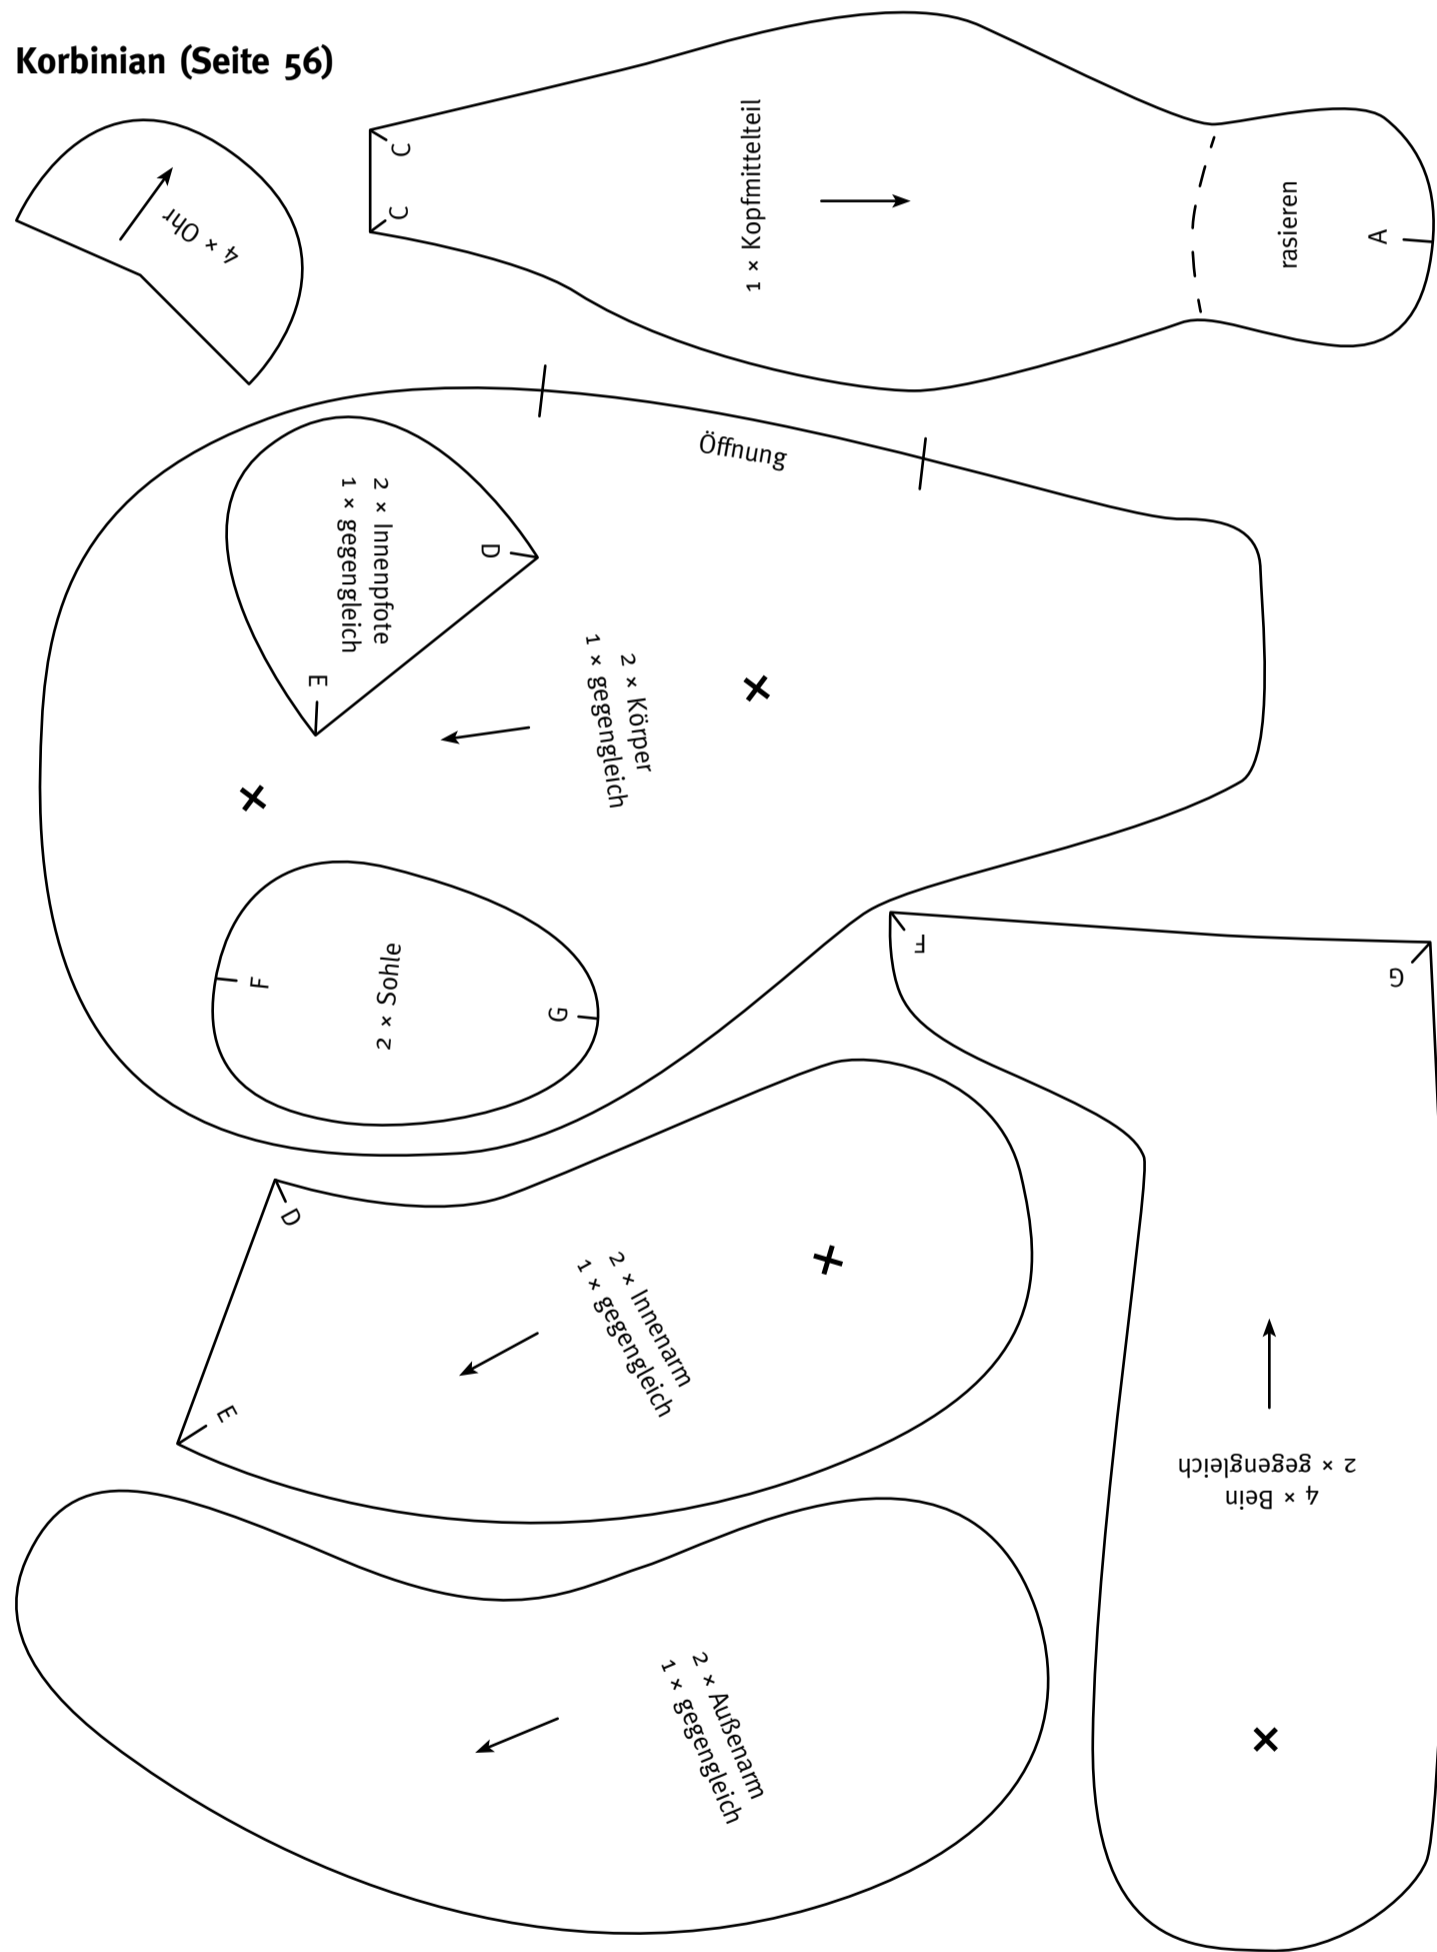 Korbinian (Seite 56)
4 × Ohr
C
C
1 × Kopfmittelteil
rasieren
A
Öffnung
2 × Innenpfote
1 × gegengleich
D
E
2 × Körper
1 × gegengleich
F
2 × Sohle
G
F
G
D
E
2 × Innenarm
1 × gegengleich
4 × Bein
2 × gegengleich
2 × Außenarm
1 × gegengleich